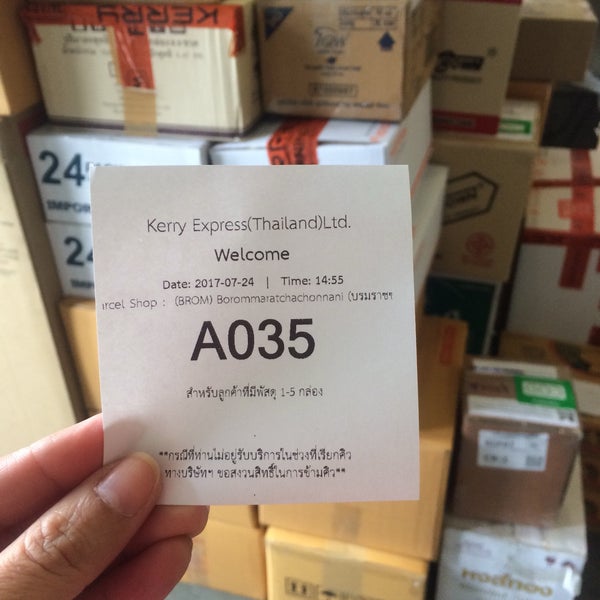 KERRY
24
IMPOR
24
Kerry Express(Thailand)Ltd.
Welcome
Date: 2017-07-24 | Time: 14:55
arcel Shop : (BROM) Borommaratchachonnani (บรมราชช
A035
สำหรับลูกค้าที่มีพัสดุ 1-5 กล่อง
**กรณีที่ท่านไม่อยู่รับบริการในช่วงที่เรียกคิว
ทางบริษัทฯ ขอสงวนสิทธิ์ในการข้ามคิว**